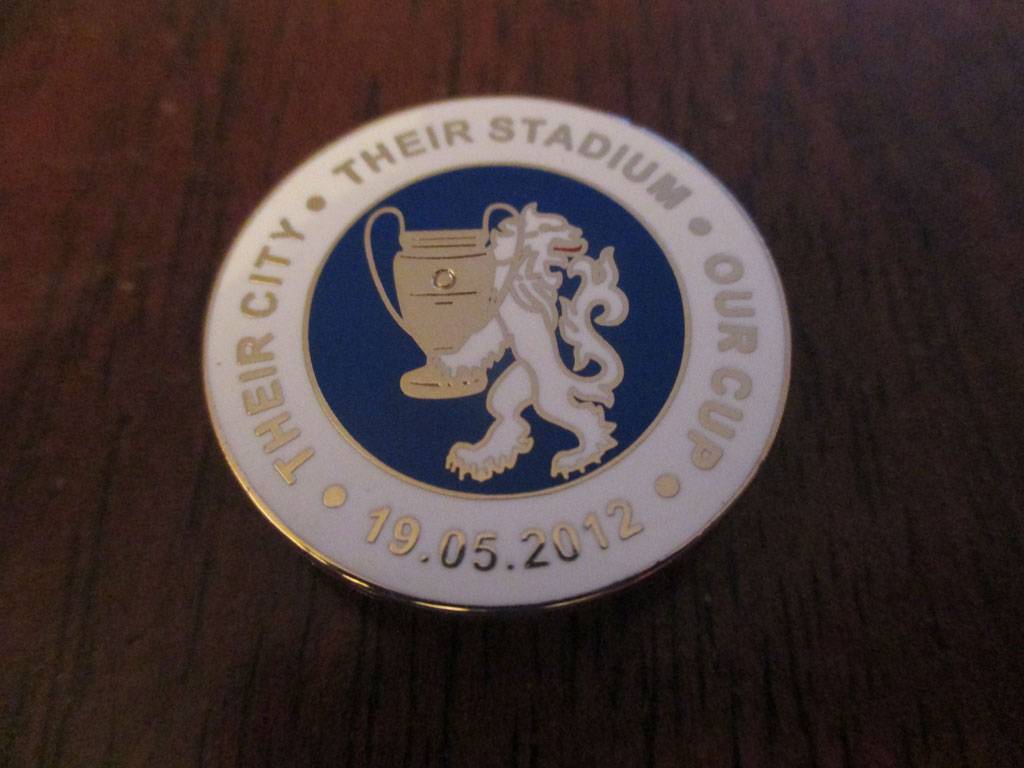 THEIR CITY • THEIR STADIUM • OUR CUP •
19.05.2012 •